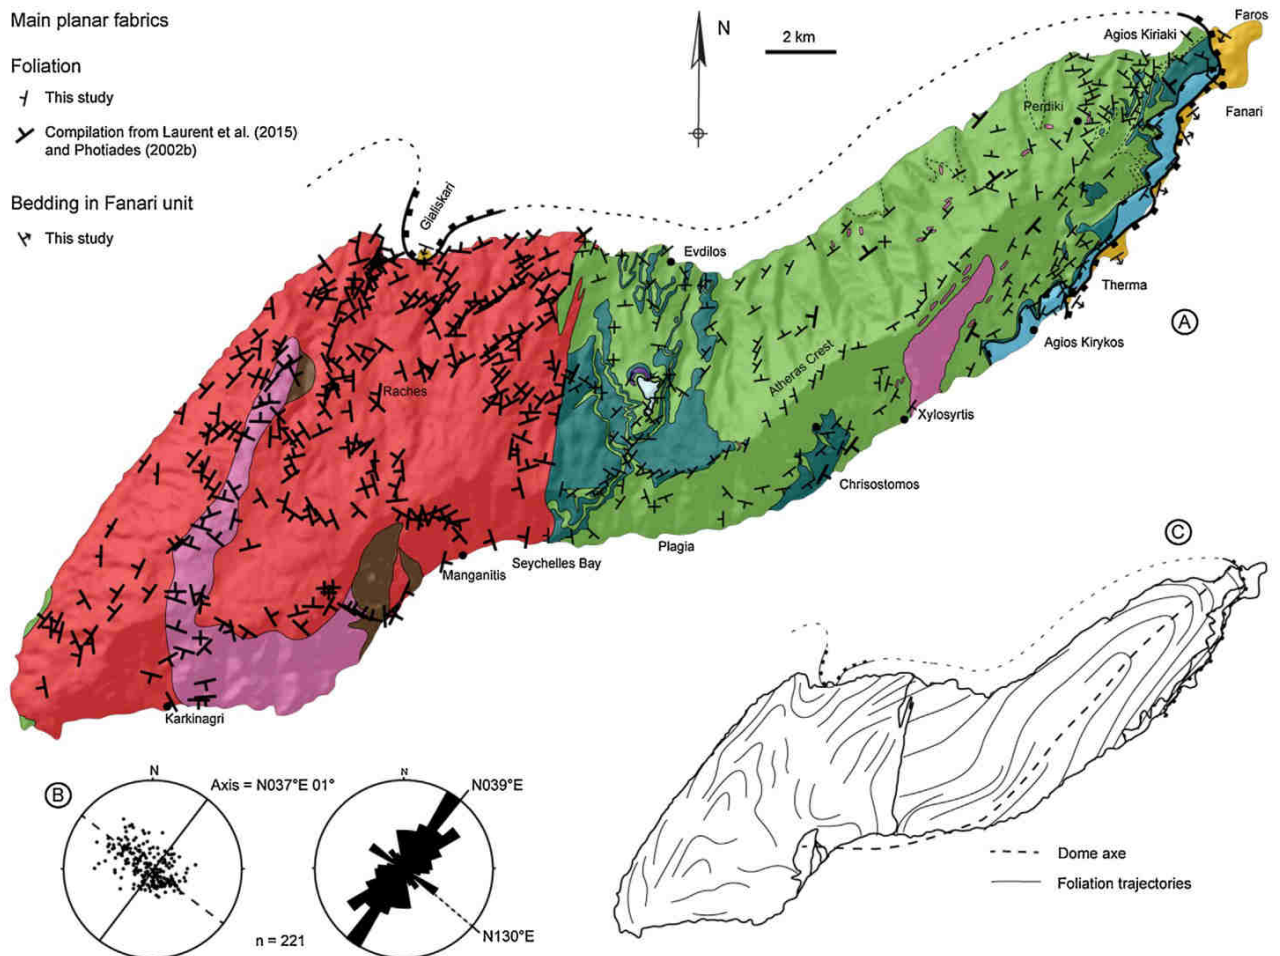 Main planar fabrics
Foliation
This study
Compilation from Laurent et al. (2015)
and Photiades (2002b)
Bedding in Fanari unit
This study
N
2 km
Faros
Agios Kiriaki
Fanari
Perdiki
Gialiskari
Evdilos
Therma
A
Agios Kirykos
Atheras Crest
Raches
Xylosyrtis
Chrisostomos
Plagia
Seychelles Bay
Manganitis
Karkinagri
C
B
N
Axis = N037°E 01°
n = 221
N
N039°E
N130°E
Dome axe
Foliation trajectories